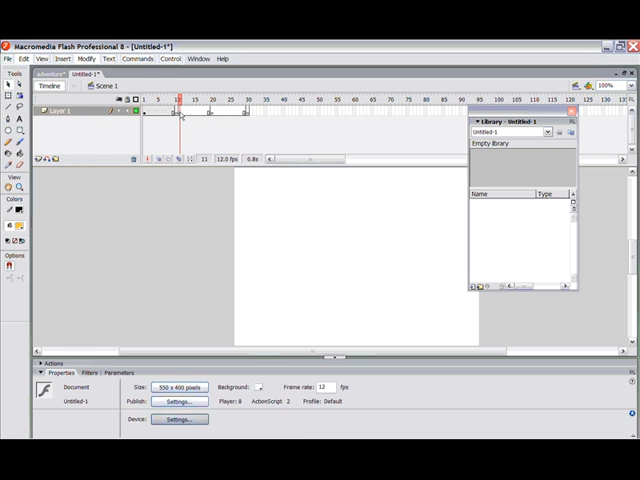 Macromedia Flash Professional 8 - [Untitled-1*]
File Edit View Insert Modify Text Commands Control Window Help
Tools
adventure* Untitled-1*
Timeline Scene 1 100%
1 5 10 15 20 25 30 35 40 45 50 55 60 65 70 75 80 85 90 95 100 105 110 115 120 125 130 135
Layer 1
Library - Untitled-1
Untitled-1
Empty library
11 12.0 fps 0.8s
View
Name Type
Colors
Options
Actions
Properties Filters Parameters
Document Size: 550 x 400 pixels Background: Frame rate: 12 fps
Untitled-1 Publish: Settings... Player: 8 ActionScript 2 Profile: Default
Device: Settings...